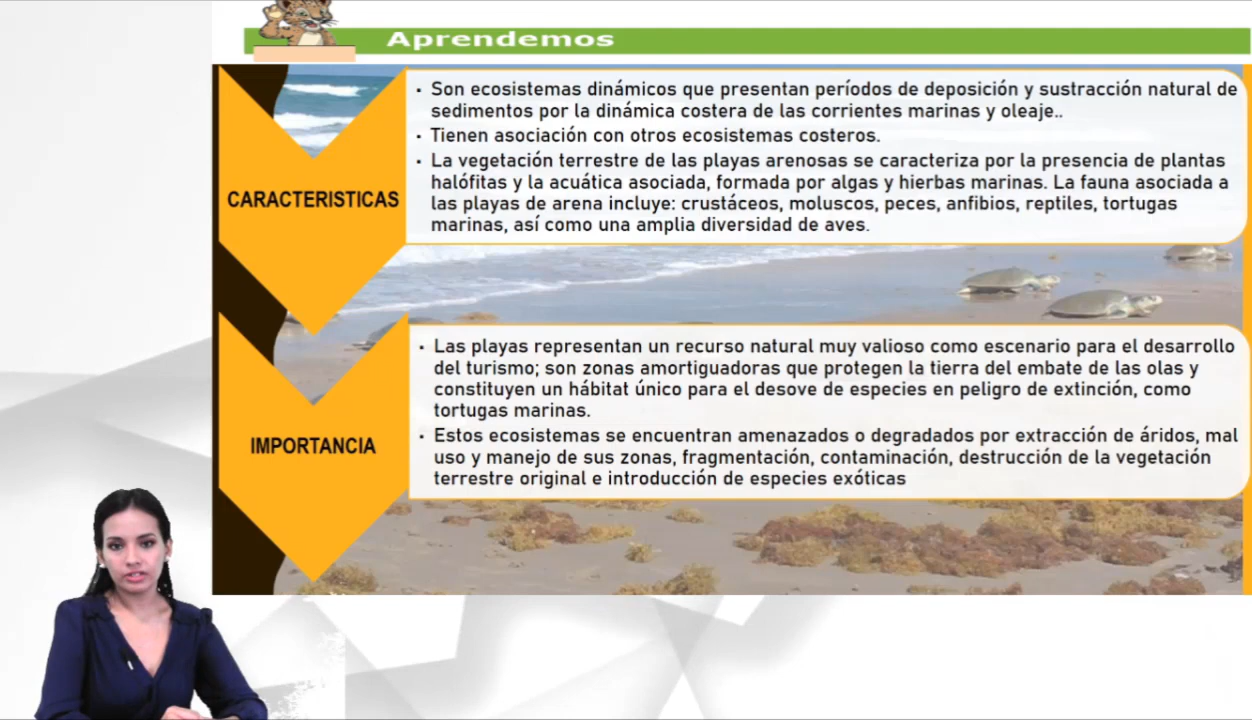 Aprendemos
CARACTERISTICAS
• Son ecosistemas dinámicos que presentan períodos de deposición y sustracción natural de
sedimentos por la dinámica costera de las corrientes marinas y oleaje..
• Tienen asociación con otros ecosistemas costeros.
• La vegetación terrestre de las playas arenosas se caracteriza por la presencia de plantas
halófitas y la acuática asociada, formada por algas y hierbas marinas. La fauna asociada a
las playas de arena incluye: crustáceos, moluscos, peces, anfibios, reptiles, tortugas
marinas, así como una amplia diversidad de aves.
IMPORTANCIA
• Las playas representan un recurso natural muy valioso como escenario para el desarrollo
del turismo; son zonas amortiguadoras que protegen la tierra del embate de las olas y
constituyen un hábitat único para el desove de especies en peligro de extinción, como
tortugas marinas.
• Estos ecosistemas se encuentran amenazados o degradados por extracción de áridos, mal
uso y manejo de sus zonas, fragmentación, contaminación, destrucción de la vegetación
terrestre original e introducción de especies exóticas